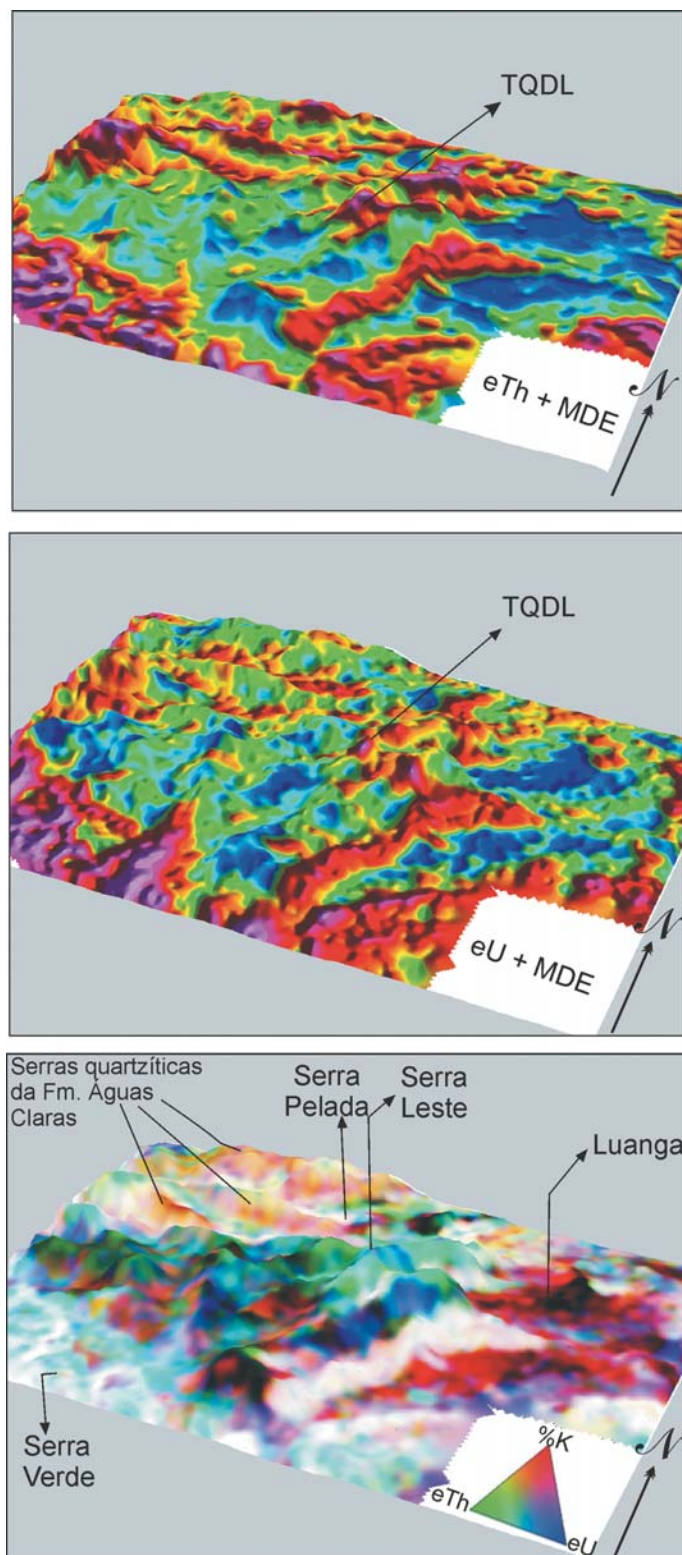 TQDL
eTh + MDE
N
TQDL
eU + MDE
N
Serras quartzíticas
da Fm. Águas
Claras
Serra
Pelada
Serra
Leste
Luanga
Serra
Verde
%K
eTh
eU
N